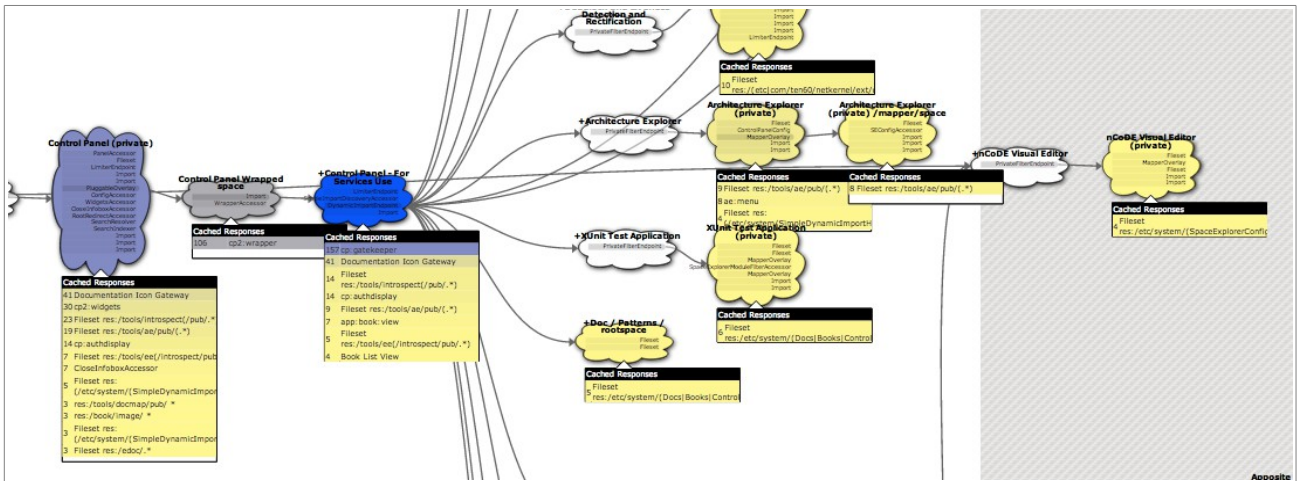 Detection and
Rectification
PrivateFilterEndpoint
Fileset
Import
Import
Import
Import
LimiterEndpoint
Cached Responses
10 Fileset
res:/(etc|com/ten60/netkernel/ext/
+Architecture Explorer
PrivateFilterEndpoint
Architecture Explorer
(private)
Fileset
ControlPanelConfig
MapperOverlay
Import
Import
Architecture Explorer
(private) /mapper/space
Fileset
SEConfigAccessor
Import
Import
Import
Cached Responses
9 Fileset res:/tools/ae/pub/(.*)
8 ae:menu
4 Fileset res:
(/etc/system/(SimpleDynamicImportH
Cached Responses
8 Fileset res:/tools/ae/pub/(.*)
+nCoDE Visual Editor
PrivateFilterEndpoint
nCoDE Visual Editor
(private)
Fileset
MapperOverlay
Fileset
Import
Import
Cached Responses
4 Fileset
res:/etc/system/(SpaceExplorerConfig
Control Panel (private)
PanelAccessor
Fileset
LimiterEndpoint
Import
Import
PluggableOverlay
ConfigAccessor
WidgetsAccessor
CloseInfoboxAccessor
RootRedirectAccessor
SearchResolver
SearchIndexer
Import
Import
Import
Cached Responses
41 Documentation Icon Gateway
30 cp2:widgets
23 Fileset res:/tools/introspect(/pub/.*
19 Fileset res:/tools/ae/pub/(.*)
14 cp:authdisplay
7 Fileset res:/tools/ee(/introspect/pub
7 CloseInfoboxAccessor
5 Fileset res:
(/etc/system/(SimpleDynamicImpor
3 res:/tools/docmap/pub/ *
3 res:/book/image/ *
3 Fileset res:
(/etc/system/(SimpleDynamicImpor
3 Fileset res:/edoc/.*
Control Panel Wrapped
space
Import
WrapperAccessor
Cached Responses
106 cp2:wrapper
+Control Panel - For
Services Use
LimiterEndpoint
ImportDiscoveryAccessor
DynamicImportEndpoint
Import
Cached Responses
157 cp:gatekeeper
41 Documentation Icon Gateway
14 Fileset
res:/tools/introspect(/pub/.*)
14 cp:authdisplay
9 Fileset res:/tools/ae/pub/(.*)
7 app:book:view
5 Fileset
res:/tools/ee(/introspect/pub/.*)
4 Book List View
+XUnit Test Application
PrivateFilterEndpoint
XUnit Test Application
(private)
Fileset
Fileset
MapperOverlay
SpaceExplorerModuleFilterAccessor
MapperOverlay
Import
Import
Cached Responses
6 Fileset
res:/etc/system/(Docs|Books|Control
+Doc / Patterns /
rootspace
Fileset
Fileset
Cached Responses
5 Fileset
res:/etc/system/(Docs|Books|Control
Apposite